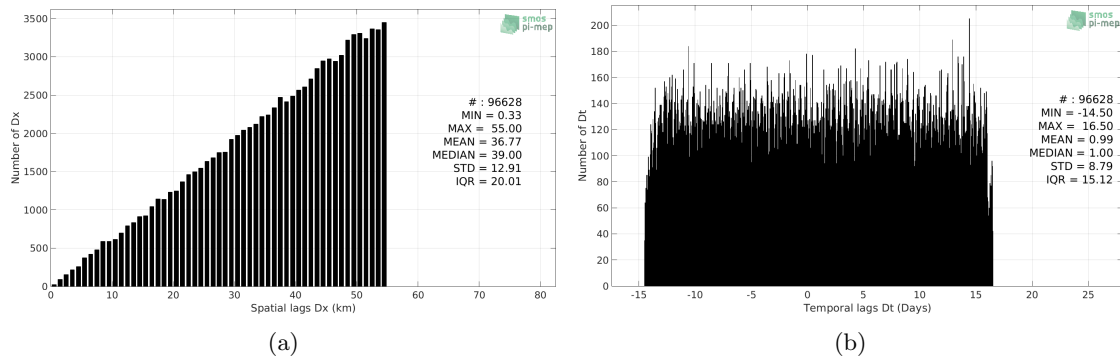 3500
3000
2500
2000
1500
1000
500
0
Number of Dx
smos
pi-mep
# : 96628
MIN = 0.33
MAX = 55.00
MEAN = 36.77
MEDIAN = 39.00
STD = 12.91
IQR = 20.01
0 10 20 30 40 50 60 70 80
Spatial lags Dx (km)
(a)
200
180
160
140
120
100
80
60
40
20
0
Number of Dt
smos
pi-mep
# : 96628
MIN = -14.50
MAX = 16.50
MEAN = 0.99
MEDIAN = 1.00
STD = 8.79
IQR = 15.12
-15 -10 -5 0 5 10 15 20 25
Temporal lags Dt (Days)
(b)